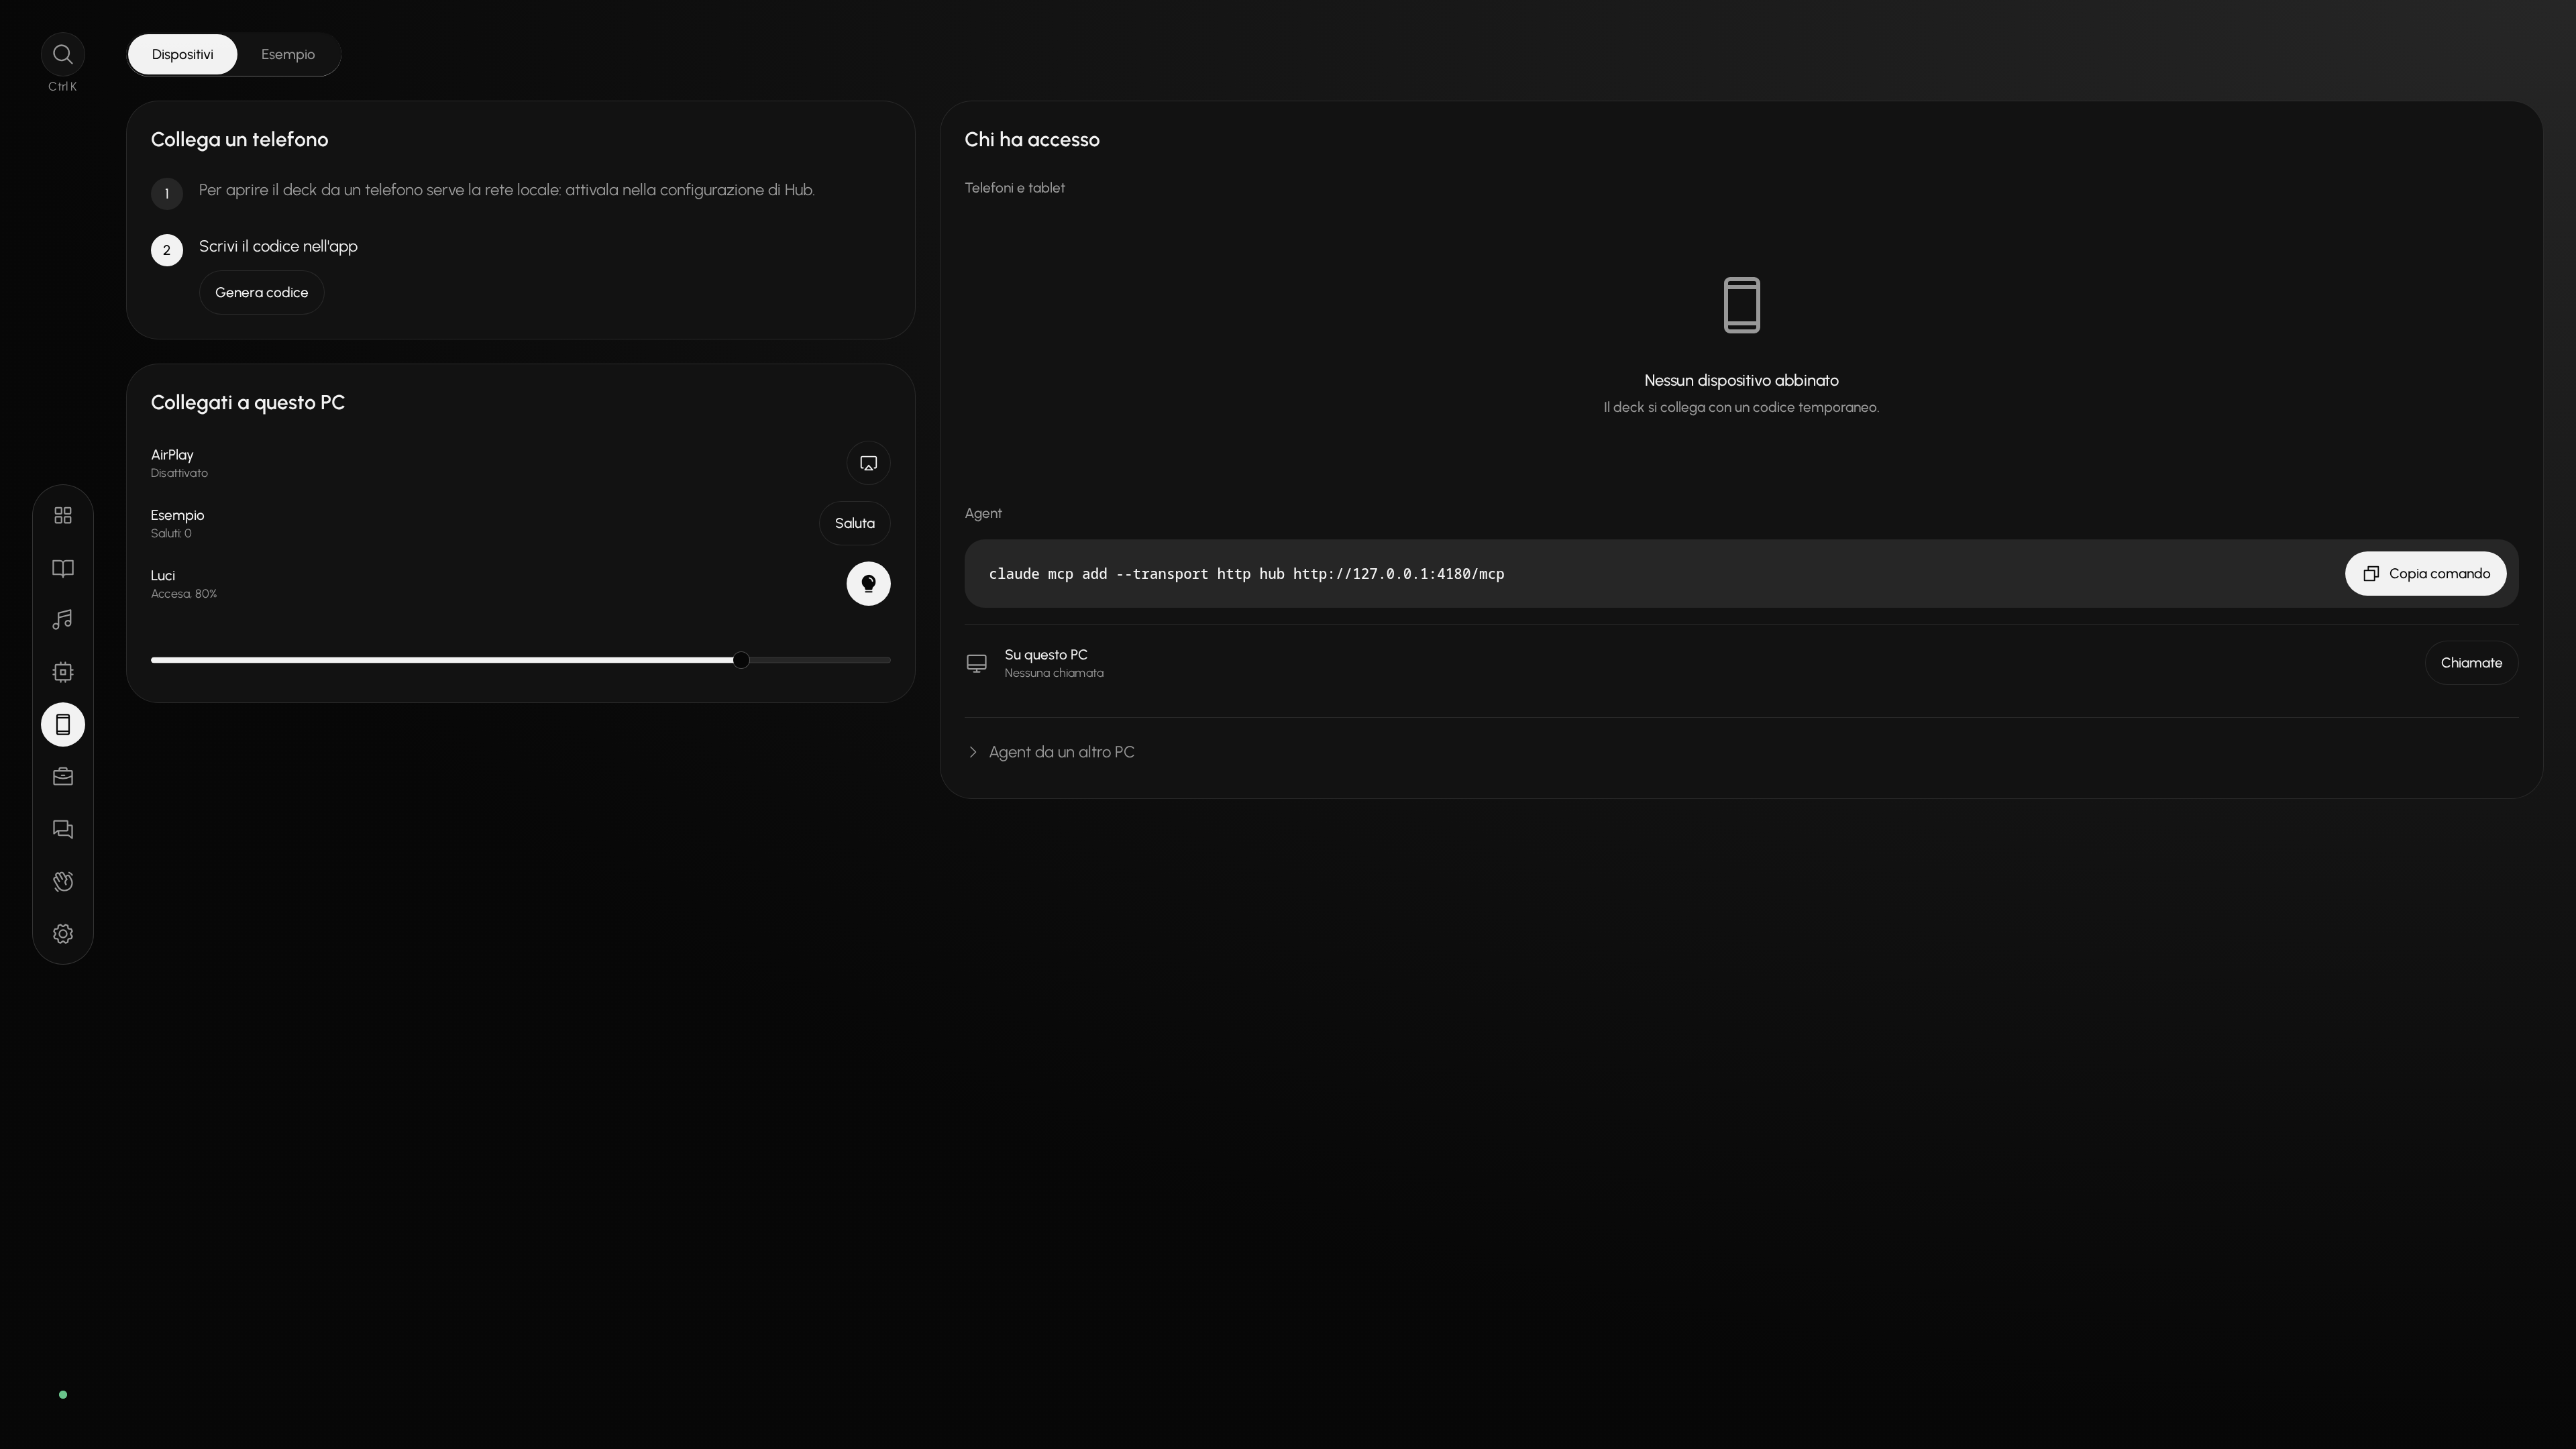 Ctrl K
Dispositivi
Esempio
Collega un telefono
1
Per aprire il deck da un telefono serve la rete locale: attivala nella configurazione di Hub.
2
Scrivi il codice nell'app
Genera codice
Collegati a questo PC
AirPlay
Disattivato
Esempio
Saluti: 0
Saluta
Luci
Accesa, 80%
Chi ha accesso
Telefoni e tablet
Nessun dispositivo abbinato
Il deck si collega con un codice temporaneo.
Agent
claude mcp add --transport http hub http://127.0.0.1:4180/mcp
Copia comando
Su questo PC
Nessuna chiamata
Chiamate
Agent da un altro PC